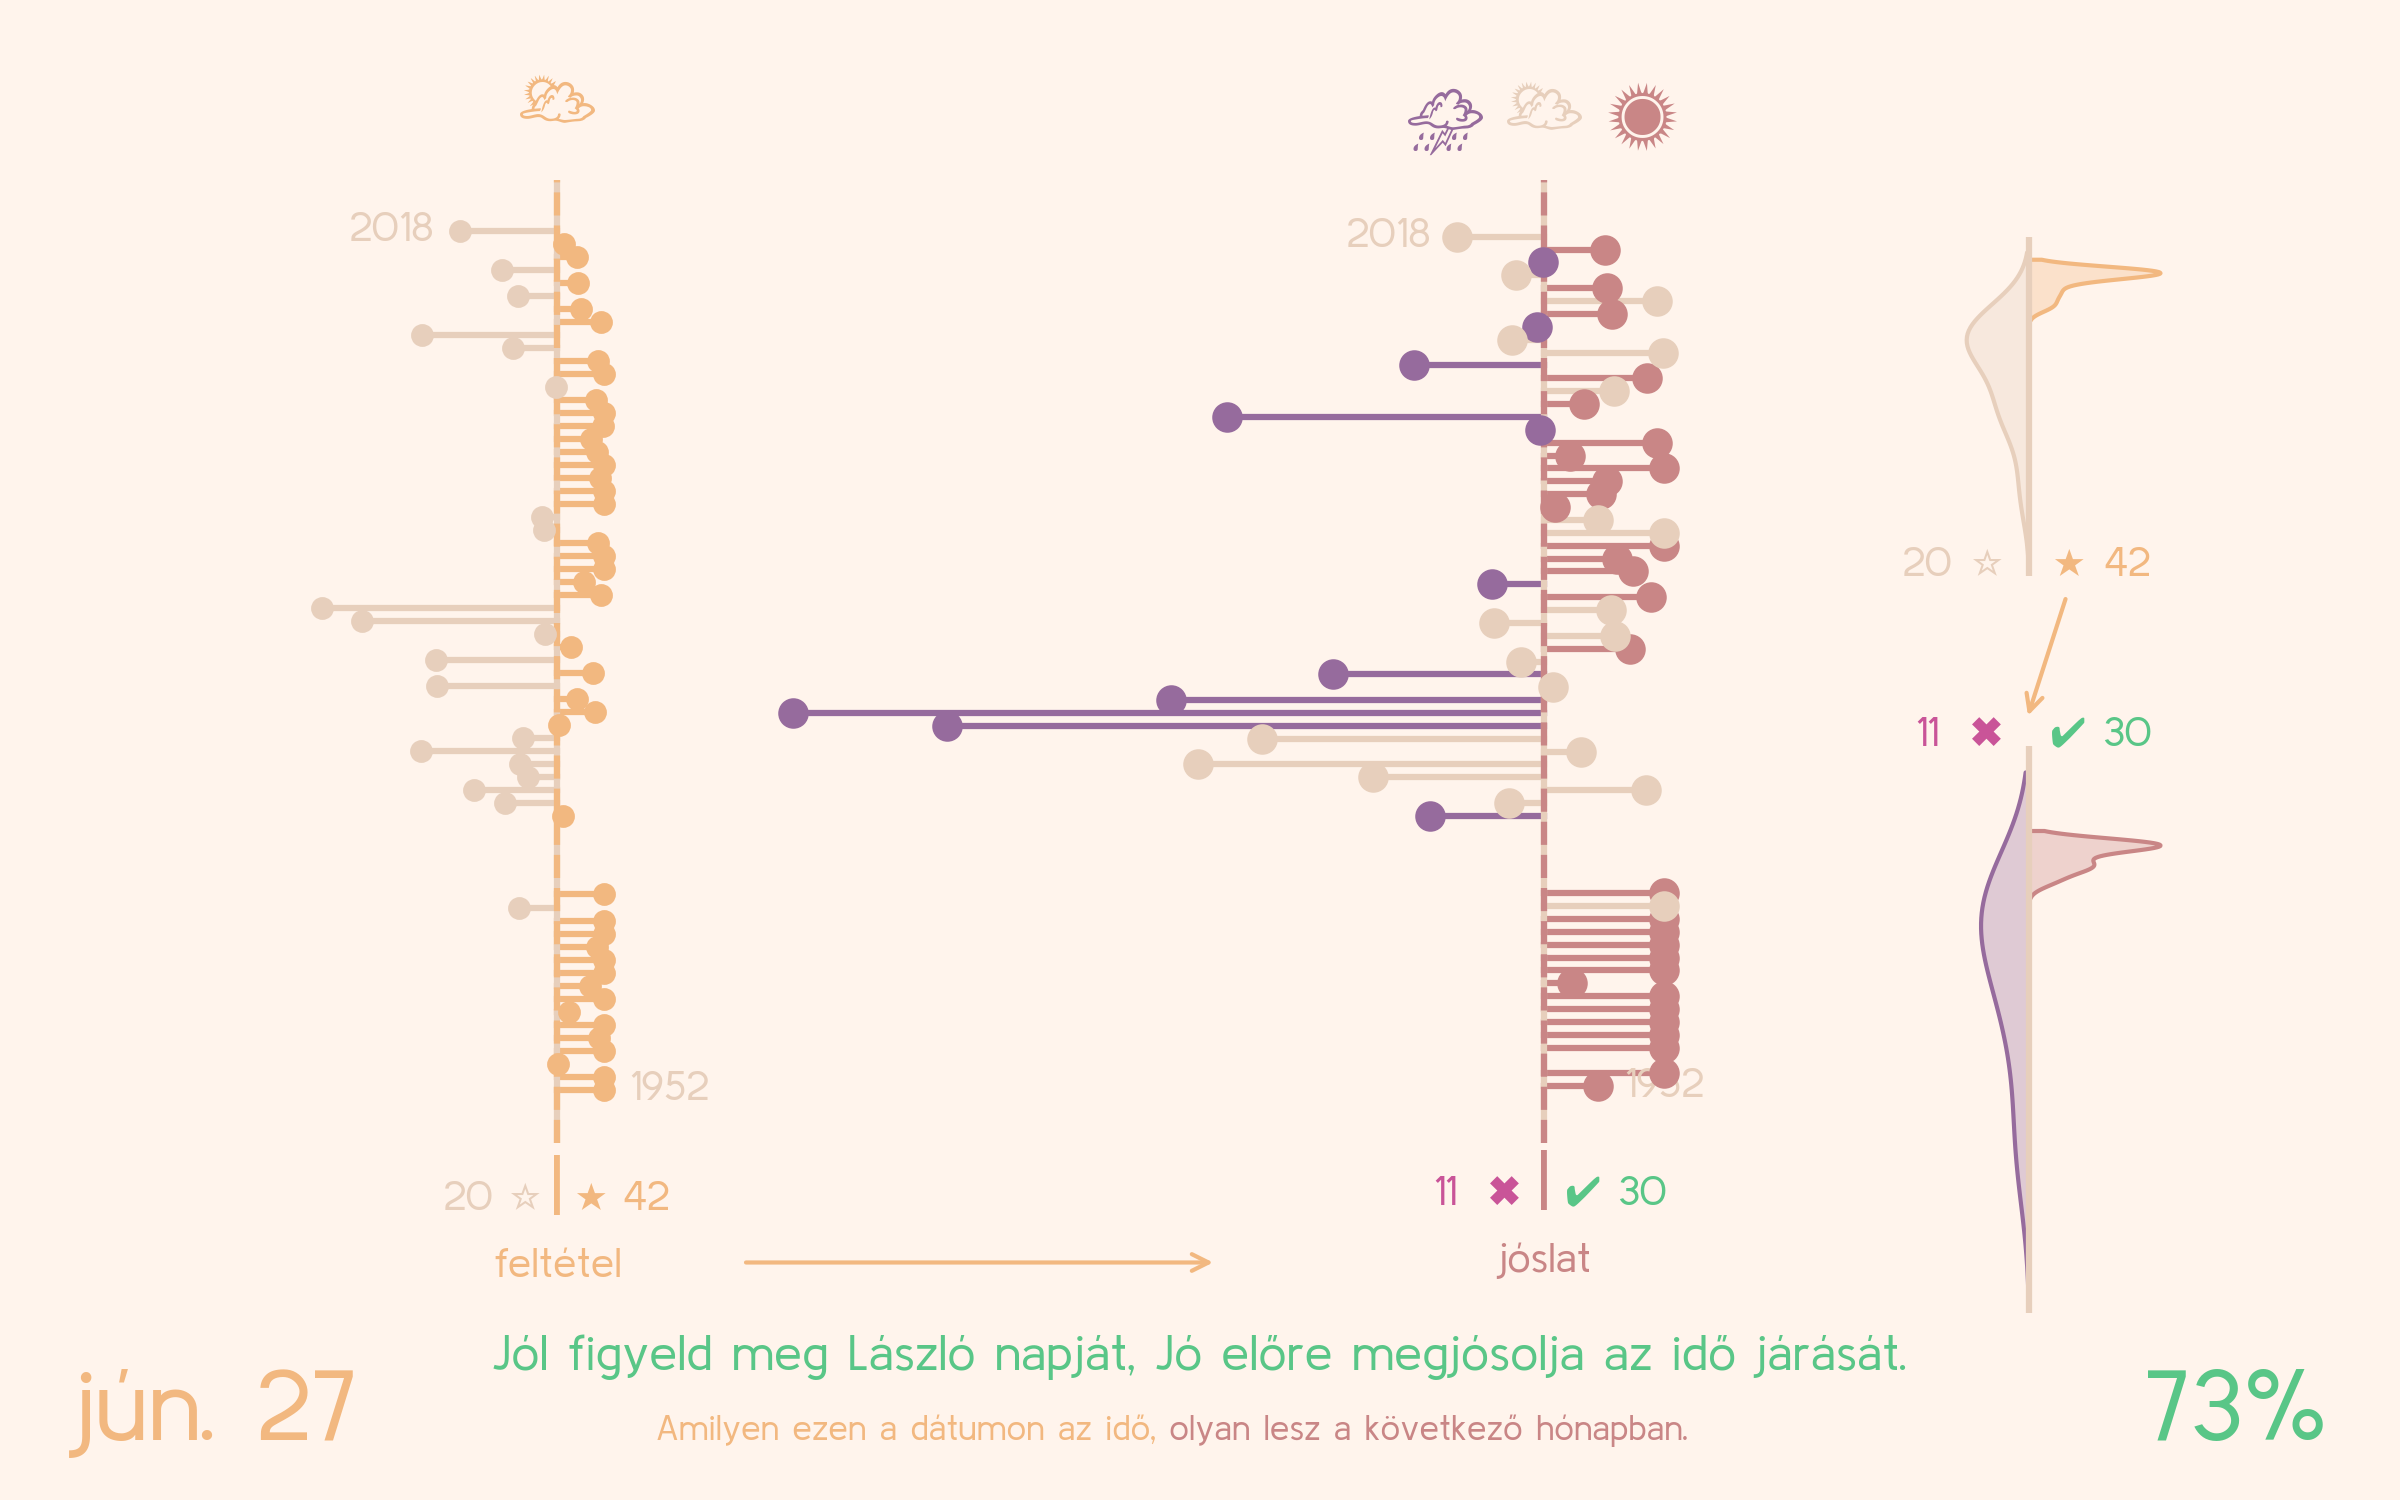 2018
2018
20 ☆ ★ 42
11 ✖ ✔ 30
1952
1952
20 ☆ ★ 42
11 ✖ ✔ 30
feltétel
jóslat
Jól figyeld meg László napját, Jó előre megjósolja az idő járását.
jún. 27
73%
Amilyen ezen a dátumon az idő, olyan lesz a következő hónapban.